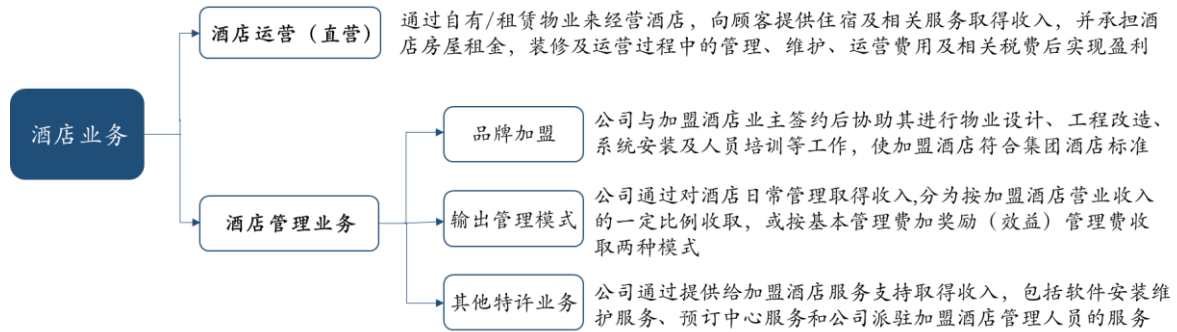 酒店业务
酒店运营（直营）
通过自有/租赁物业来经营酒店，向顾客提供住宿及相关服务取得收入，并承担酒
店房屋租金，装修及运营过程中的管理、维护、运营费用及相关税费后实现盈利
酒店管理业务
品牌加盟
公司与加盟酒店业主签约后协助其进行物业设计、工程改造、
系统安装及人员培训等工作，使加盟酒店符合集团酒店标准
输出管理模式
公司通过对酒店日常管理取得收入,分为按加盟酒店营业收入
的一定比例收取，或按基本管理费加奖励（效益）管理费收
取两种模式
其他特许业务
公司通过提供给加盟酒店服务支持取得收入，包括软件安装维
护服务、预订中心服务和公司派驻加盟酒店管理人员的服务